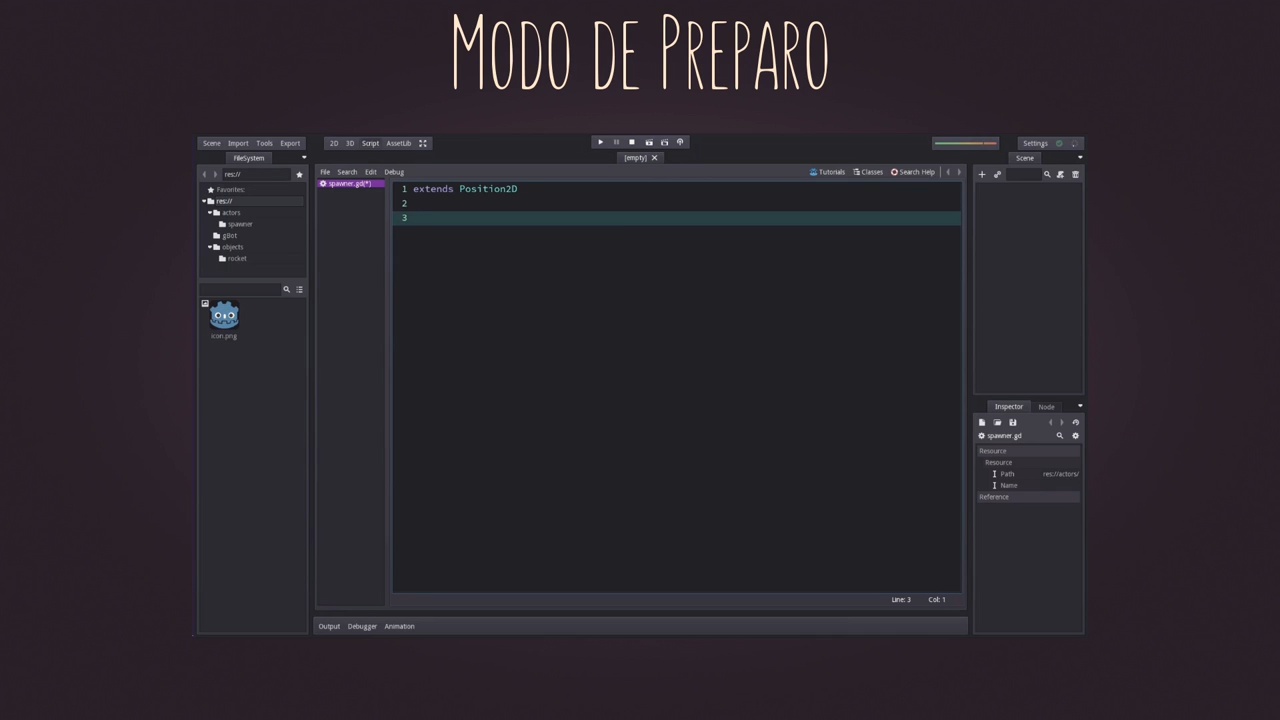 MODO DE PREPARO
Scene Import Tools Export
2D 3D Script AssetLib
Settings
FileSystem
[empty]
Scene
res://
File Search Edit Debug
Tutorials Classes Search Help
Favorites:
res://
actors
spawner
gBot
objects
rocket
icon.png
spawner.gd(*)
1 extends Position2D
2
3
Line: 3 Col: 1
Output Debugger Animation
Inspector Node
spawner.gd
Resource
Resource
Path res://actors/
Name
Reference